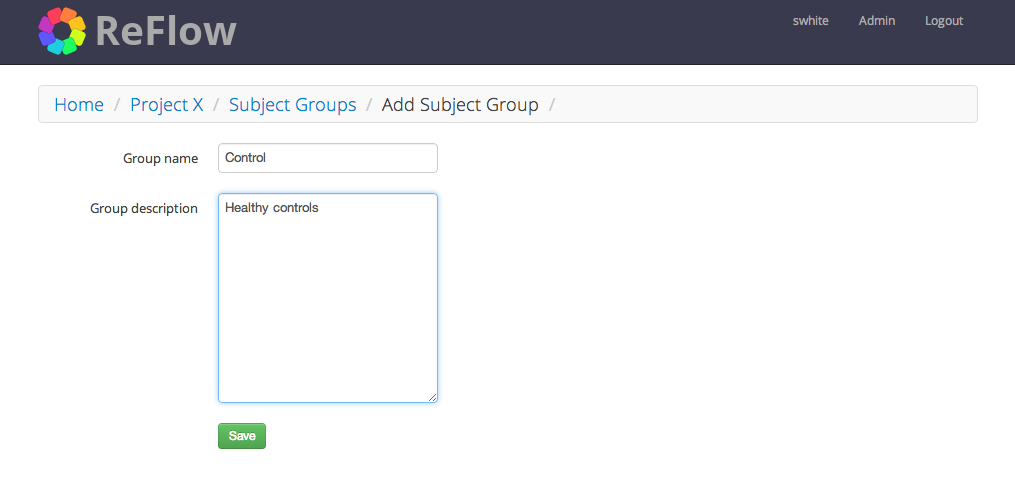 ReFlow
swhite Admin Logout
Home / Project X / Subject Groups / Add Subject Group /
Group name Control
Group description Healthy controls
Save